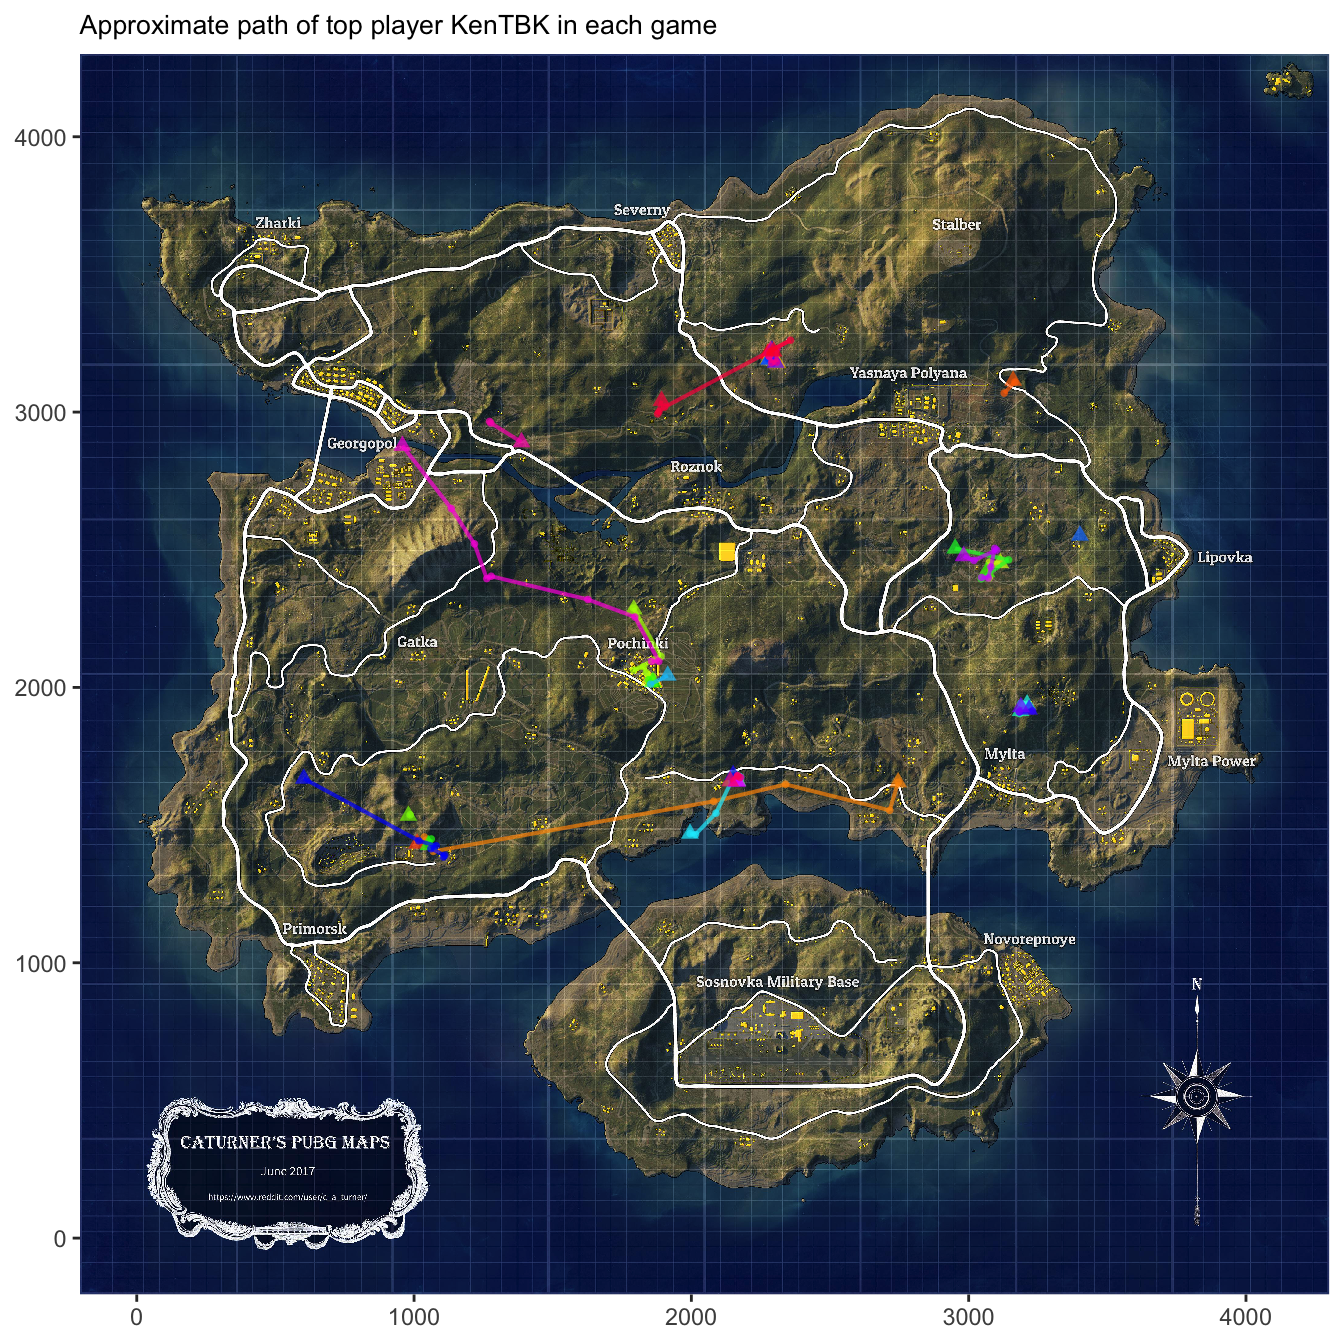 Approximate path of top player KenTBK in each game
4000
3000
2000
1000
0
0
1000
2000
3000
4000
Zharki
Severny
Stalber
Yasnaya Polyana
Georgopol
Roznok
Lipovka
Gatka
Pochinki
Mylta
Mylta Power
Primorsk
Novorepnoye
Sosnovka Military Base
N
CATURNER'S PUBG MAPS
June 2017
https://www.reddit.com/user/c_a_turner/